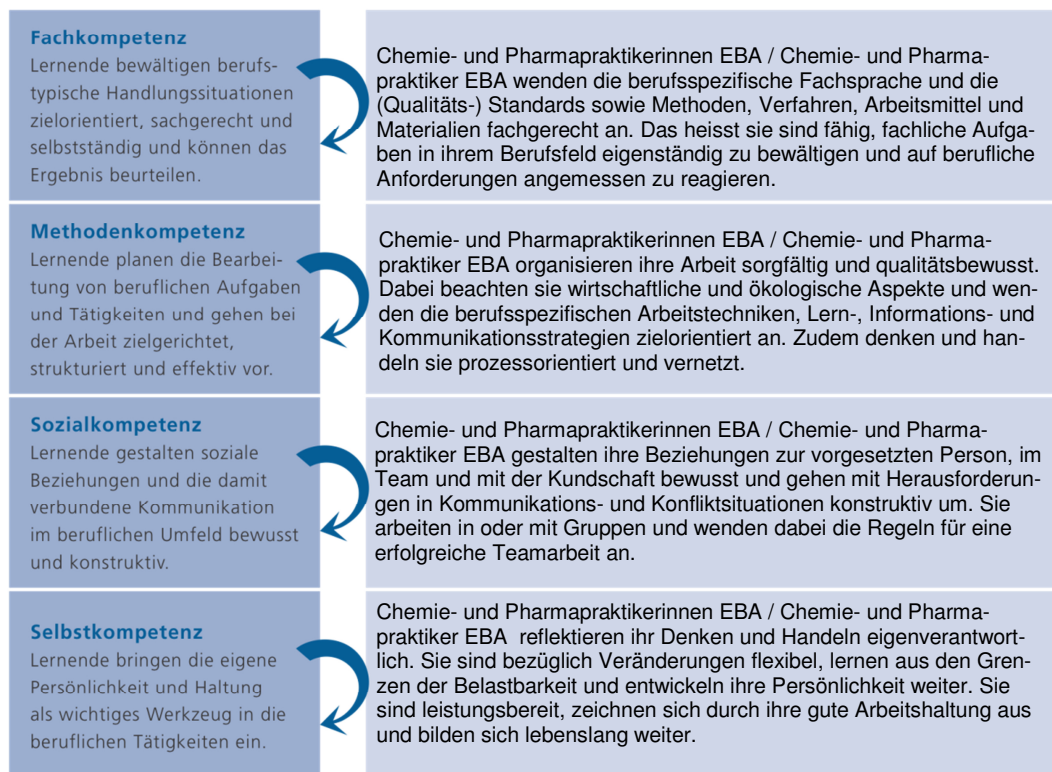 Fachkompetenz
Lernende bewältigen berufs-
typische Handlungssituationen
zielorientiert, sachgerecht und
selbstständig und können das
Ergebnis beurteilen.
Chemie- und Pharmapraktikerinnen EBA / Chemie- und Pharma-
praktiker EBA wenden die berufsspezifische Fachsprache und die
(Qualitäts-) Standards sowie Methoden, Verfahren, Arbeitsmittel und
Materialien fachgerecht an. Das heisst sie sind fähig, fachliche Aufga-
ben in ihrem Berufsfeld eigenständig zu bewältigen und auf berufliche
Anforderungen angemessen zu reagieren.
Methodenkompetenz
Lernende planen die Bearbei-
tung von beruflichen Aufgaben
und Tätigkeiten und gehen bei
der Arbeit zielgerichtet,
strukturiert und effektiv vor.
Chemie- und Pharmapraktikerinnen EBA / Chemie- und Pharma-
praktiker EBA organisieren ihre Arbeit sorgfältig und qualitätsbewusst.
Dabei beachten sie wirtschaftliche und ökologische Aspekte und wen-
den die berufsspezifischen Arbeitstechniken, Lern-, Informations- und
Kommunikationsstrategien zielorientiert an. Zudem denken und han-
deln sie prozessorientiert und vernetzt.
Sozialkompetenz
Lernende gestalten soziale
Beziehungen und die damit
verbundene Kommunikation
im beruflichen Umfeld bewusst
und konstruktiv.
Chemie- und Pharmapraktikerinnen EBA / Chemie- und Pharma-
praktiker EBA gestalten ihre Beziehungen zur vorgesetzten Person, im
Team und mit der Kundschaft bewusst und gehen mit Herausforderun-
gen in Kommunikations- und Konfliktsituationen konstruktiv um. Sie
arbeiten in oder mit Gruppen und wenden dabei die Regeln für eine
erfolgreiche Teamarbeit an.
Selbstkompetenz
Lernende bringen die eigene
Persönlichkeit und Haltung
als wichtiges Werkzeug in die
beruflichen Tätigkeiten ein.
Chemie- und Pharmapraktikerinnen EBA / Chemie- und Pharma-
praktiker EBA reflektieren ihr Denken und Handeln eigenverantwort-
lich. Sie sind bezüglich Veränderungen flexibel, lernen aus den Gren-
zen der Belastbarkeit und entwickeln ihre Persönlichkeit weiter. Sie
sind leistungsbereit, zeichnen sich durch ihre gute Arbeitshaltung aus
und bilden sich lebenslang weiter.